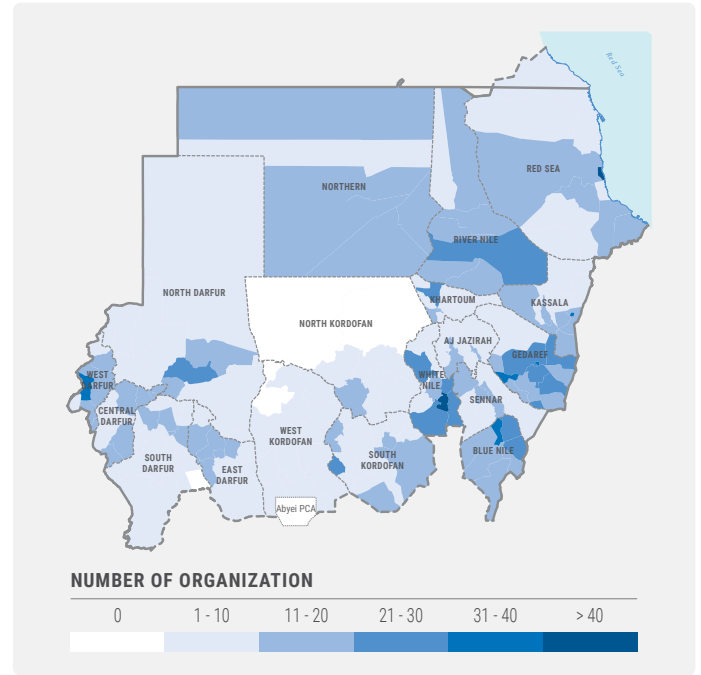 Red Sea
RED SEA
NORTHERN
RIVER NILE
NORTH DARFUR
KHARTOUM
KASSALA
NORTH KORDOFAN
AJ JAZIRAH
GEDAREF
WEST
DARFUR
WHITE
NILE
SENNAR
CENTRAL
DARFUR
WEST
KORDOFAN
BLUE NILE
SOUTH
DARFUR
SOUTH
KORDOFAN
EAST
DARFUR
Abyei PCA
NUMBER OF ORGANIZATION
0 1 - 10 11 - 20 21 - 30 31 - 40 > 40